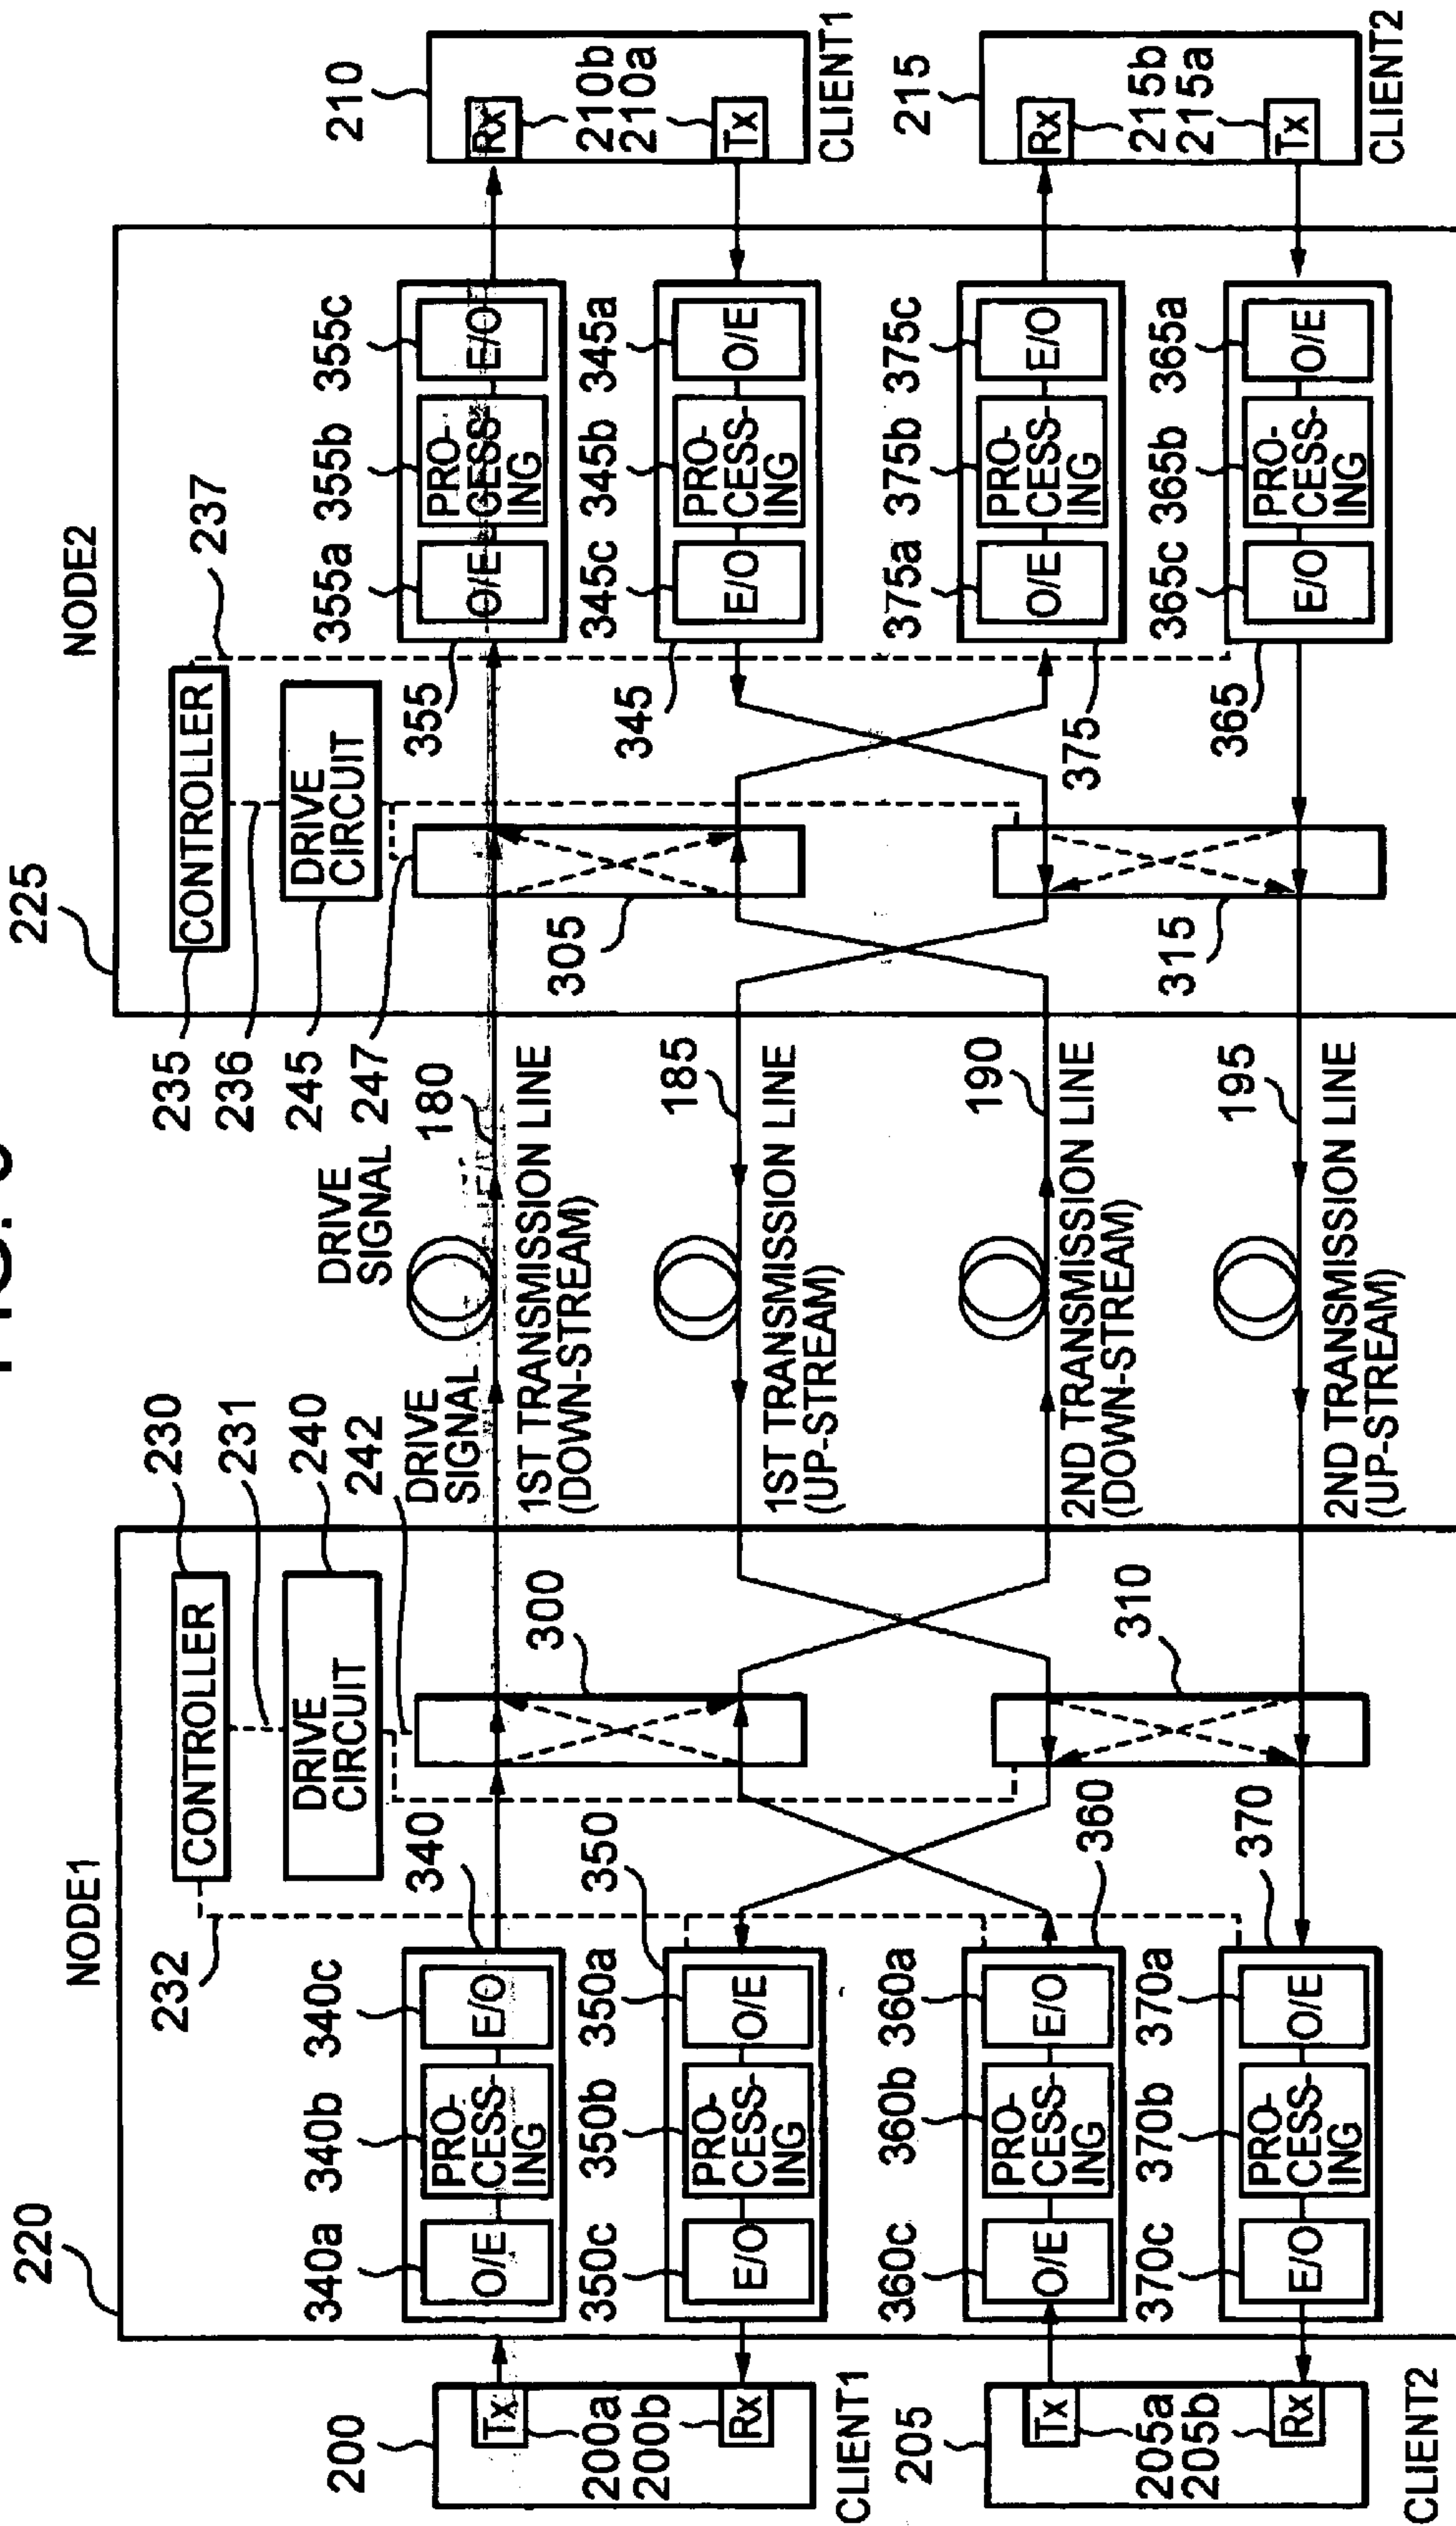 NODE1
NODE2
220
225
CONTROLLER
230
231
232
DRIVE
CIRCUIT
240
242
DRIVE
SIGNAL
CONTROLLER
235
236
237
DRIVE
CIRCUIT
245
247
DRIVE
SIGNAL
200
Tx
200a
200b
Rx
CLIENT1
340a
340b
340c
340
O/E
PRO-
CESS-
ING
E/O
350c
350b
350a
350
E/O
PRO-
CESS-
ING
O/E
300
180
1ST TRANSMISSION LINE
(DOWN-STREAM)
185
1ST TRANSMISSION LINE
(UP-STREAM)
305
355a
355b
355c
355
O/E
PRO-
CESS-
ING
E/O
345c
345b
345a
345
E/O
PRO-
CESS-
ING
O/E
210
Rx
210b
210a
Tx
CLIENT1
205
Tx
205a
205b
Rx
CLIENT2
360c
360b
360a
360
O/E
PRO-
CESS-
ING
E/O
370c
370b
370a
370
E/O
PRO-
CESS-
ING
O/E
310
190
2ND TRANSMISSION LINE
(DOWN-STREAM)
195
2ND TRANSMISSION LINE
(UP-STREAM)
315
375a
375b
375c
375
O/E
PRO-
CESS-
ING
E/O
365c
365b
365a
365
E/O
PRO-
CESS-
ING
O/E
215
Rx
215b
215a
Tx
CLIENT2